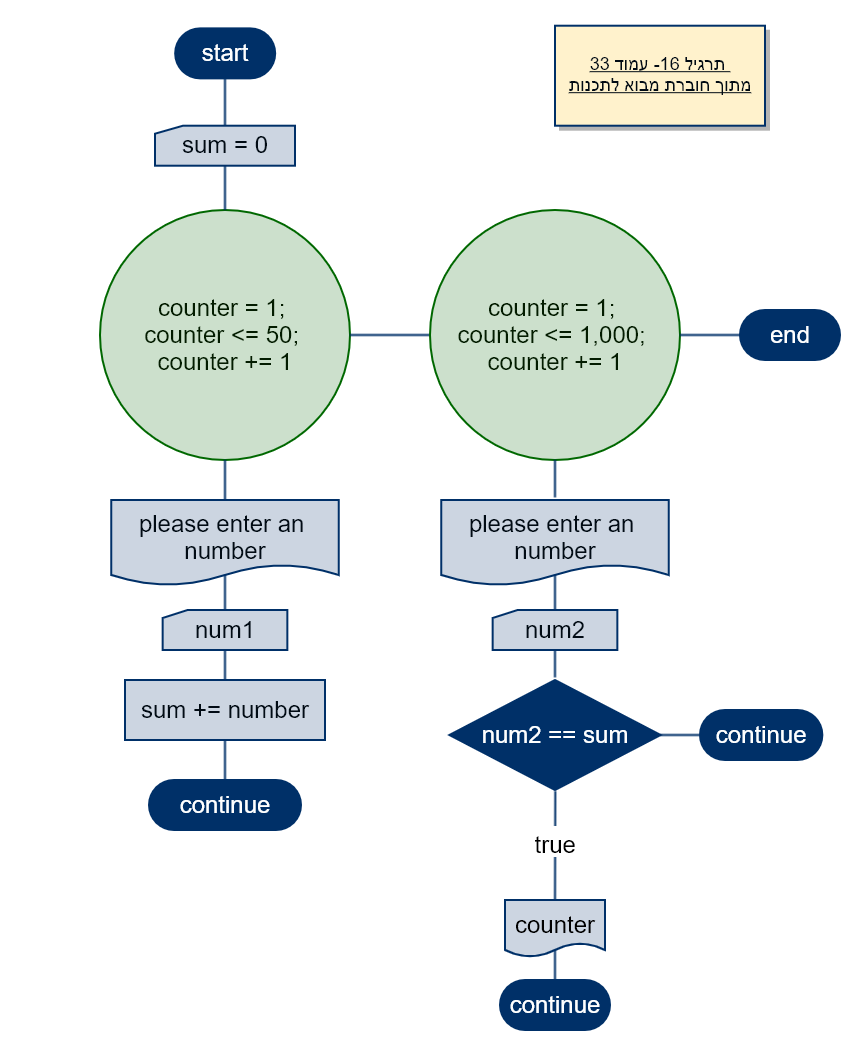 start
תרגיל 16- עמוד 33
מתוך חוברת מבוא לתכנות
sum = 0
counter = 1;
counter <= 50;
counter += 1
counter = 1;
counter <= 1,000;
counter += 1
end
please enter an
number
please enter an
number
num1
num2
sum += number
num2 == sum
continue
continue
true
counter
continue